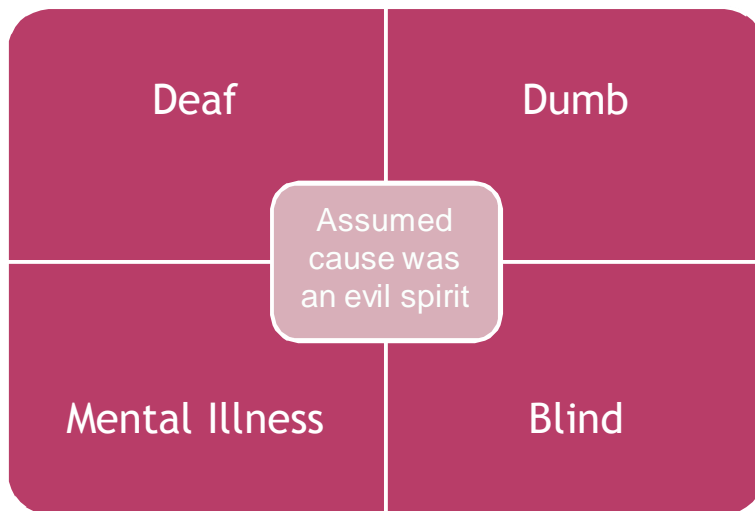 Deaf
Dumb
Assumed
cause was
an evil spirit
Mental Illness
Blind